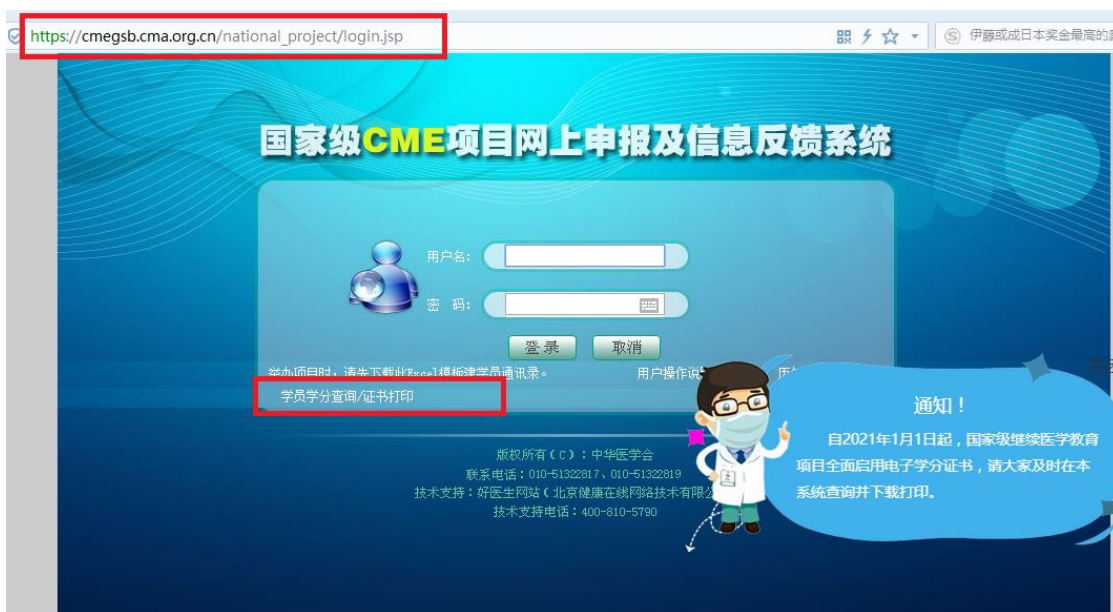 https://cmegsb.cma.org.cn/national_project/login.jsp
伊藤或成日本奖金最高的
国家级CME项目网上申报及信息反馈系统
用户名：
密 码：
登 录 取消
举办项目时，请先下载此Excel模板建学员通讯录。 用户操作说
学员学分查询/证书打印
通知！
自2021年1月1日起，国家级继续医学教育
项目全面启用电子学分证书，请大家及时在本
系统查询并下载打印。
版权所有(C)：中华医学会
联系电话：010-51322817、010-51322819
技术支持：好医生网站(北京健康在线网络技术有限公
技术支持电话：400-810-5790